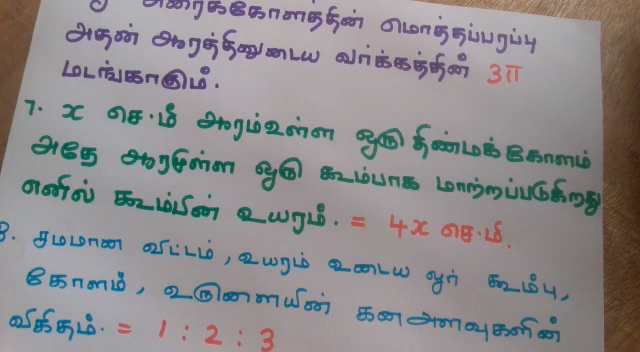 அரைக்கோளத்தின் மொத்தப்பரப்பு
அதன் ஆரத்தினுடைய வர்க்கத்தின் 3π
மடங்காகும்.
7. x செ.மீ ஆரம்உள்ள ஒரு திண்மக்கோளம்
அதே ஆரமுள்ள ஒரு கூம்பாக மாற்றப்படுகிறது
எனில் கூம்பின் உயரம். = 4x செ.மீ.
8. சமமான விட்டம், உயரம் உடைய ஓர் கூம்பு,
கோளம், உருளையின் கனஅளவுகளின்
விகிதம். = 1 : 2 : 3